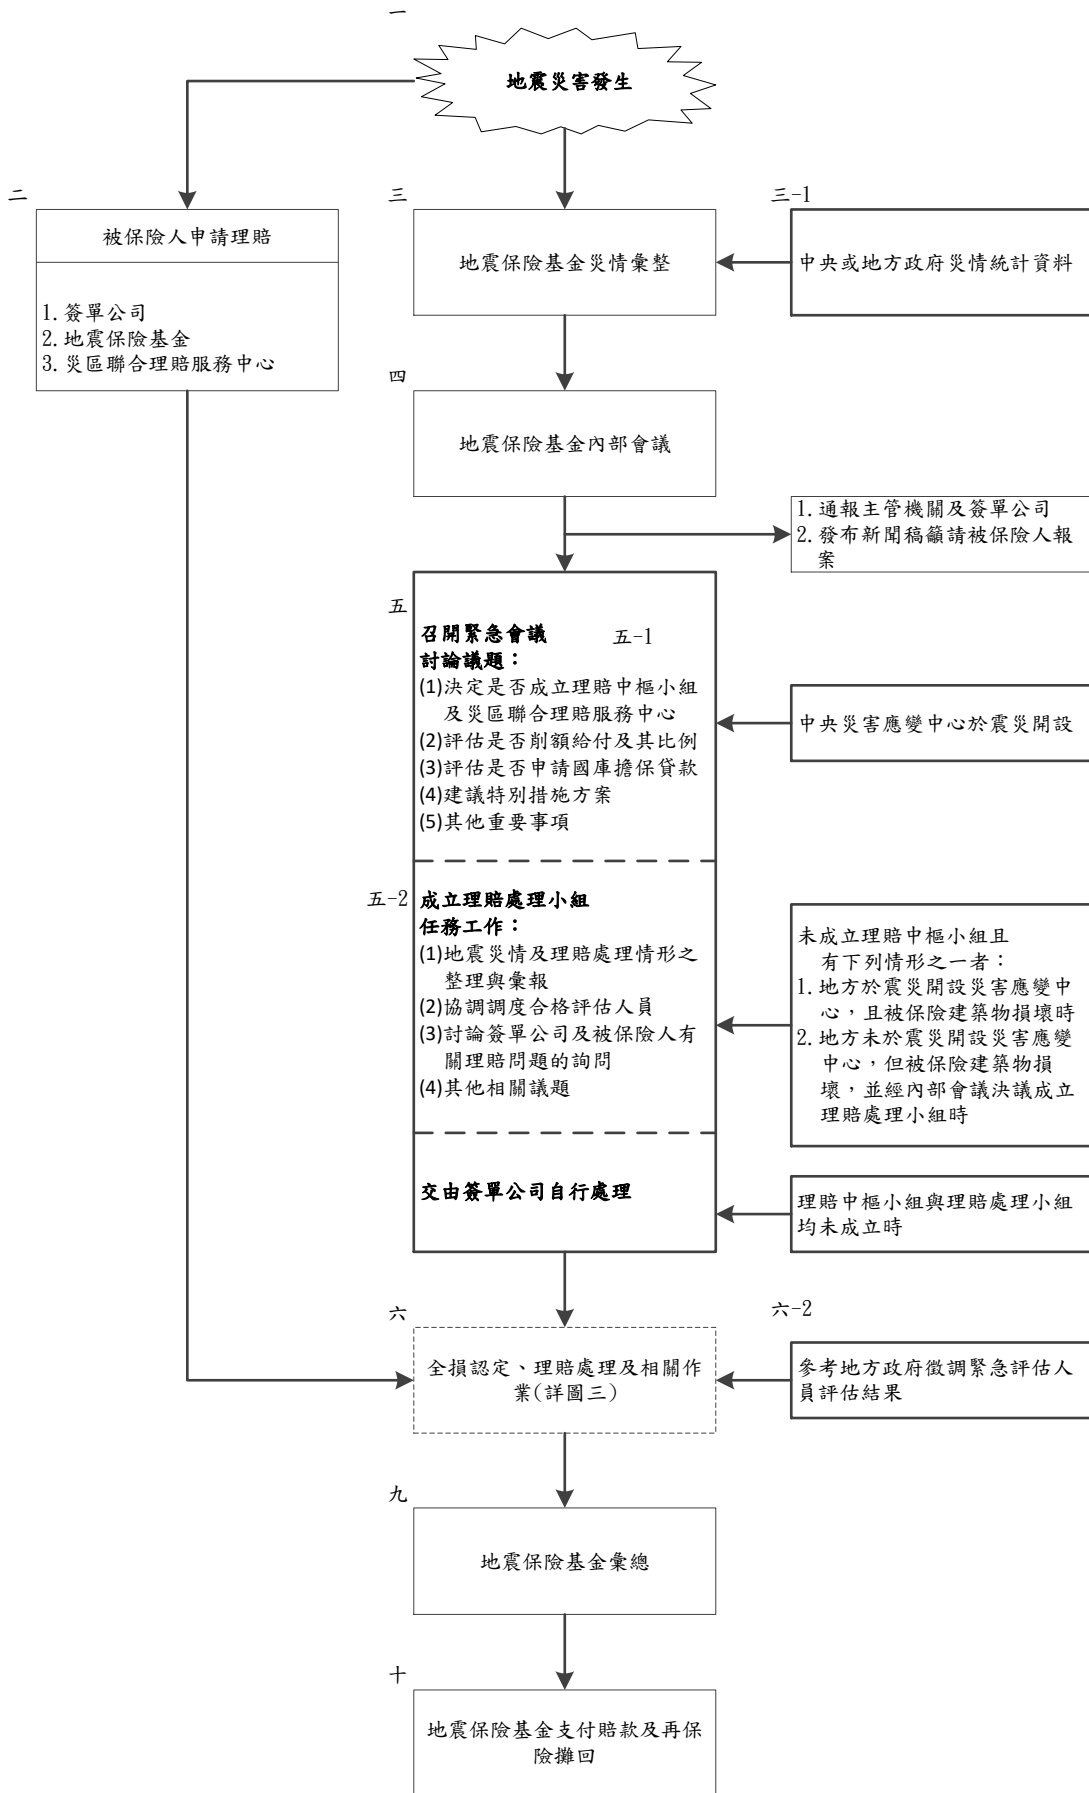 一
地震災害發生
二
被保險人申請理賠
1.簽單公司
2.地震保險基金
3.災區聯合理賠服務中心
三
地震保險基金災情彙整
三-1
中央或地方政府災情統計資料
四
地震保險基金內部會議
1.通報主管機關及簽單公司
2.發布新聞稿籲請被保險人報
案
五
召開緊急會議
五-1
討論議題：
(1)決定是否成立理賠中樞小組
及災區聯合理賠服務中心
(2)評估是否削額給付及其比例
(3)評估是否申請國庫擔保貸款
(4)建議特別措施方案
(5)其他重要事項
中央災害應變中心於震災開設
五-2
成立理賠處理小組
任務工作：
(1)地震災情及理賠處理情形之
整理與彙報
(2)協調調度合格評估人員
(3)討論簽單公司及被保險人有
關理賠問題的詢問
(4)其他相關議題
未成立理賠中樞小組且
有下列情形之一者：
1.地方於震災開設災害應變中
心，且被保險建築物損壞時
2.地方未於震災開設災害應變
中心，但被保險建築物損
壞，並經內部會議決議成立
理賠處理小組時
交由簽單公司自行處理
理賠中樞小組與理賠處理小組
均未成立時
六
全損認定、理賠處理及相關作
業(詳圖三)
六-2
參考地方政府徵調緊急評估人
員評估結果
九
地震保險基金彙總
十
地震保險基金支付賠款及再保
險攤回